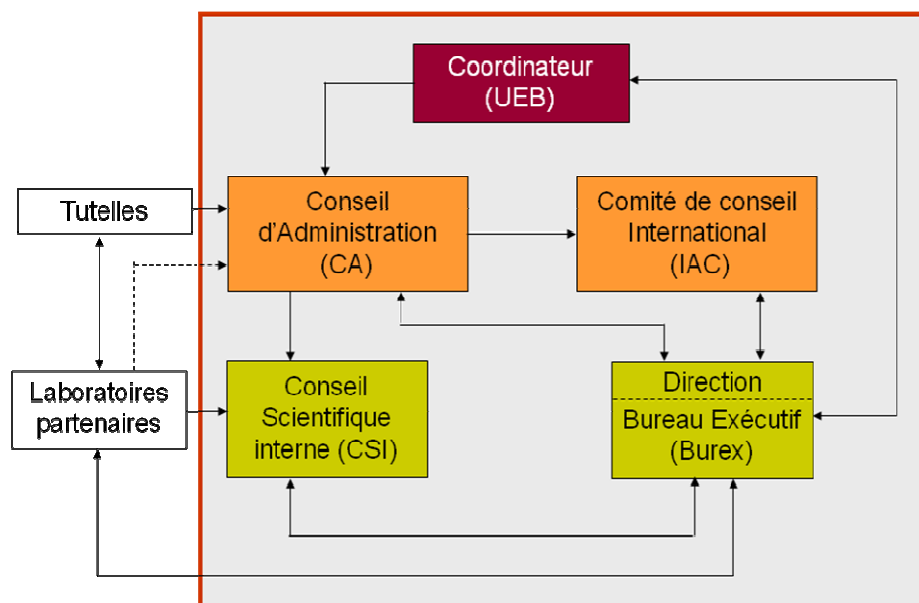 Coordinateur
(UEB)
Tutelles
Conseil
d'Administration
(CA)
Comité de conseil
International
(IAC)
Laboratoires
partenaires
Conseil
Scientifique
interne (CSI)
Direction
Bureau Exécutif
(Burex)